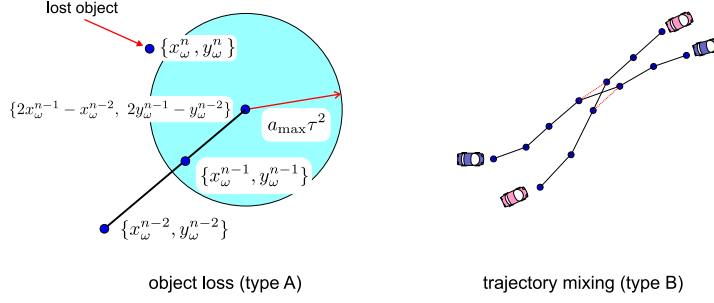 lost object
{x_ω^n, y_ω^n}
{2x_ω^{n−1} − x_ω^{n−2}, 2y_ω^{n−1} − y_ω^{n−2}}
a_max τ^2
{x_ω^{n−1}, y_ω^{n−1}}
{x_ω^{n−2}, y_ω^{n−2}}
object loss (type A)
trajectory mixing (type B)